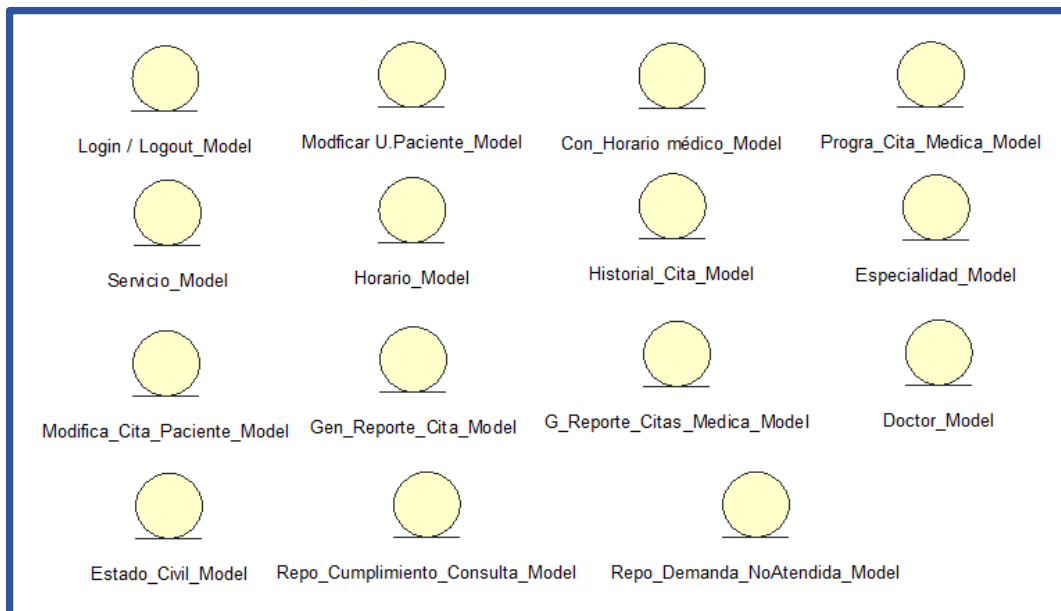 Login / Logout_Model
Modficar U.Paciente_Model
Con_Horario médico_Model
Progra_Cita_Medica_Model
Servicio_Model
Horario_Model
Historial_Cita_Model
Especialidad_Model
Modifica_Cita_Paciente_Model
Gen_Reporte_Cita_Model
G_Reporte_Citas_Medica_Model
Doctor_Model
Estado_Civil_Model
Repo_Cumplimiento_Consulta_Model
Repo_Demanda_NoAtendida_Model